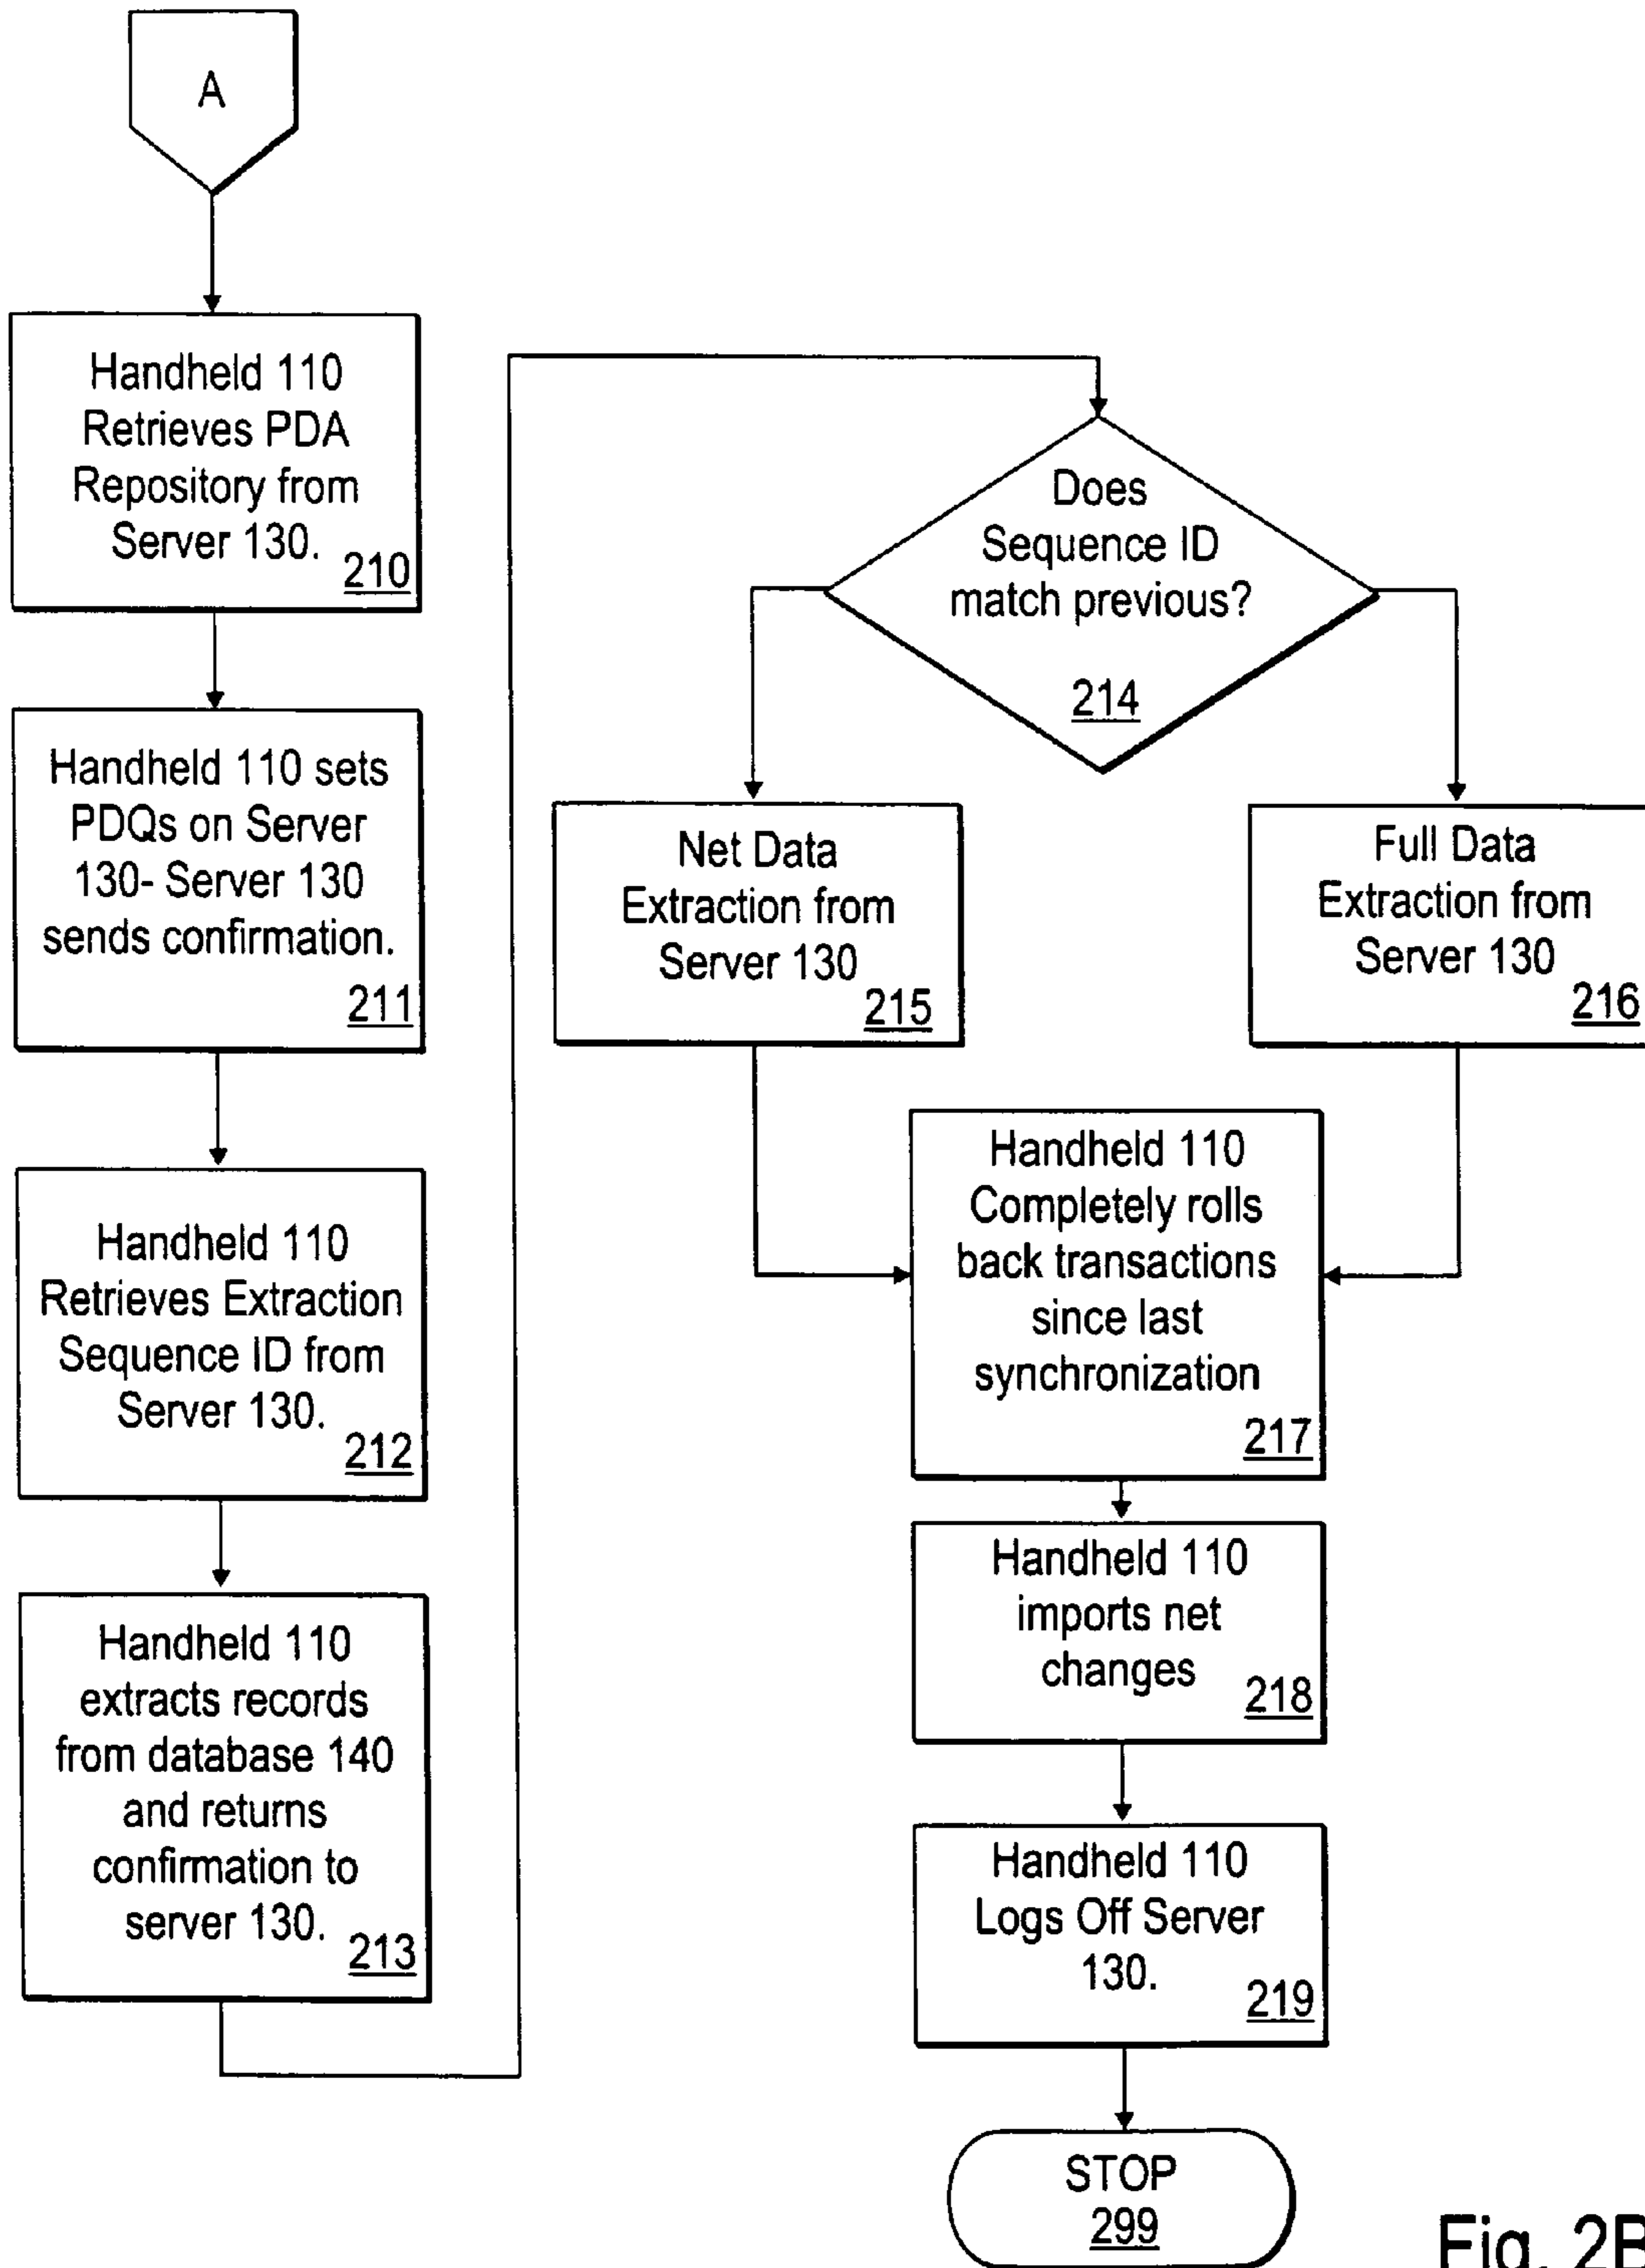 A
Handheld 110
Retrieves PDA
Repository from
Server 130.
210
Handheld 110 sets
PDQs on Server
130- Server 130
sends confirmation.
211
Handheld 110
Retrieves Extraction
Sequence ID from
Server 130.
212
Handheld 110
extracts records
from database 140
and returns
confirmation to
server 130.
213
Does
Sequence ID
match previous?
214
Net Data
Extraction from
Server 130
215
Full Data
Extraction from
Server 130
216
Handheld 110
Completely rolls
back transactions
since last
synchronization
217
Handheld 110
imports net
changes
218
Handheld 110
Logs Off Server
130.
219
STOP
299
Fig. 2B